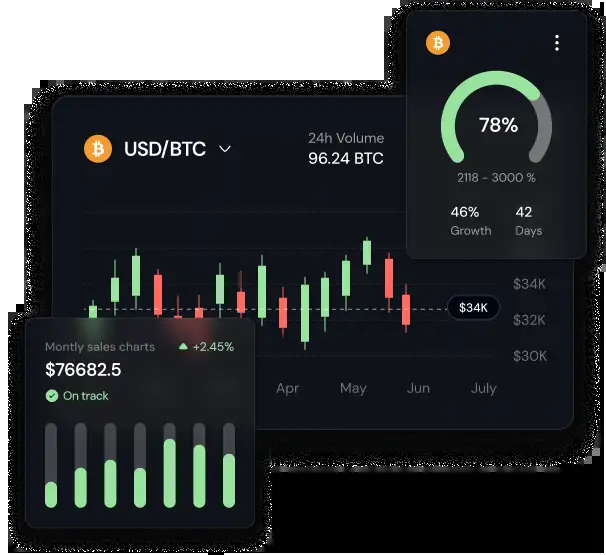 78%
2118 - 3000 %
46%
Growth
42
Days
USD/BTC
24h Volume
96.24 BTC
$34K
$34K
$32K
$30K
Apr
May
Jun
July
Montly sales charts
+2.45%
$76682.5
On track